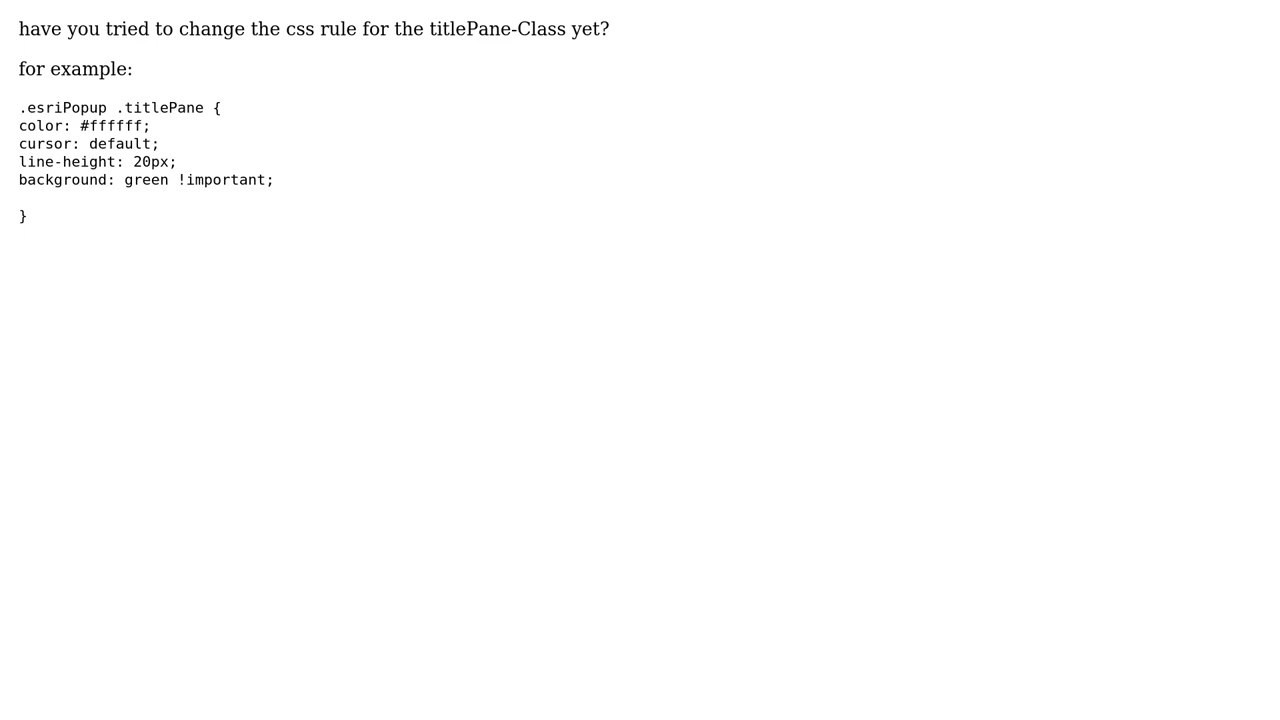 have you tried to change the css rule for the titlePane-Class yet?
for example:
.esriPopup .titlePane {
color: #ffffff;
cursor: default;
line-height: 20px;
background: green !important;
}